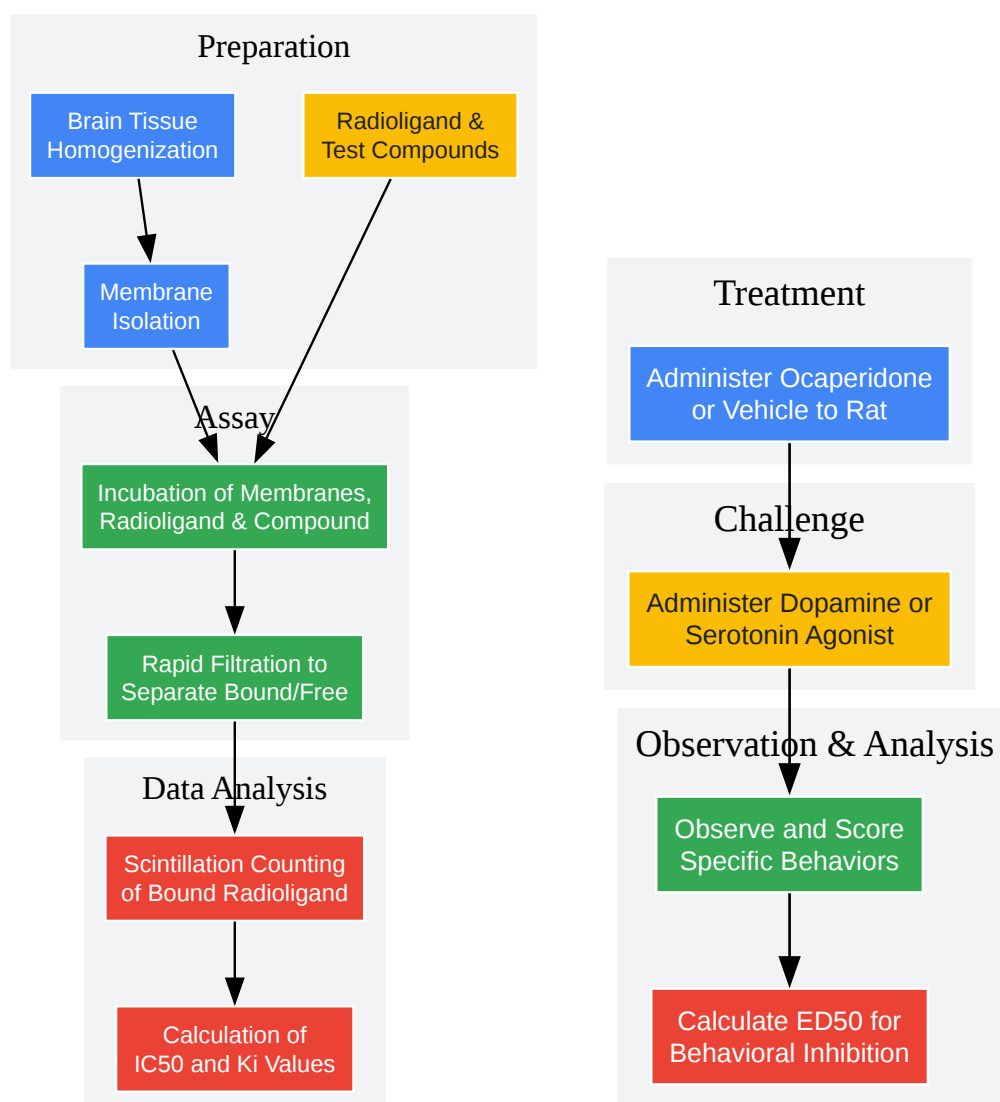 Preparation
Brain Tissue
Homogenization
Radioligand &
Test Compounds
Membrane
Isolation
Assay
Incubation of Membranes,
Radioligand & Compound
Rapid Filtration to
Separate Bound/Free
Data Analysis
Scintillation Counting
of Bound Radioligand
Calculation of
IC50 and Ki Values
Treatment
Administer Ocaperidone
or Vehicle to Rat
Challenge
Administer Dopamine or
Serotonin Agonist
Observation & Analysis
Observe and Score
Specific Behaviors
Calculate ED50 for
Behavioral Inhibition